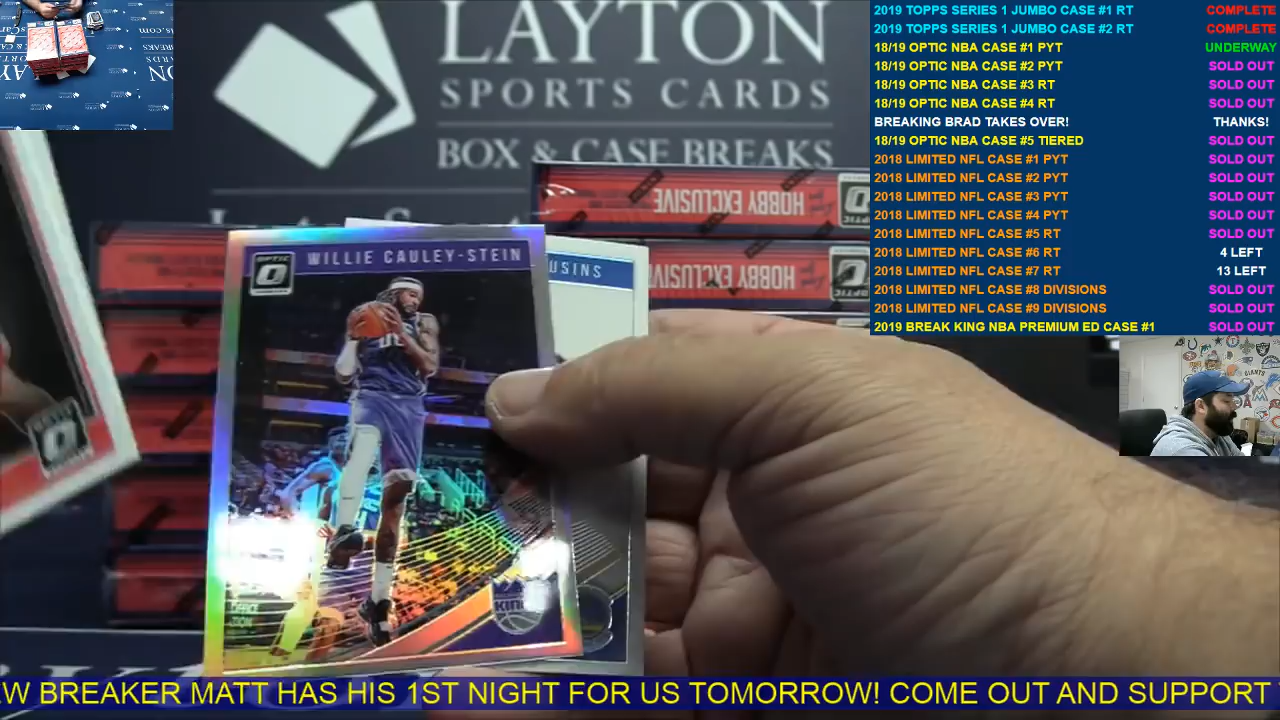 LAYTON
SPORTS CARDS
BOX & CASE BREAKS
2019 TOPPS SERIES 1 JUMBO CASE #1 RT COMPLETE
2019 TOPPS SERIES 1 JUMBO CASE #2 RT COMPLETE
18/19 OPTIC NBA CASE #1 PYT UNDERWAY
18/19 OPTIC NBA CASE #2 PYT SOLD OUT
18/19 OPTIC NBA CASE #3 RT SOLD OUT
18/19 OPTIC NBA CASE #4 RT SOLD OUT
BREAKING BRAD TAKES OVER! THANKS!
18/19 OPTIC NBA CASE #5 TIERED SOLD OUT
2018 LIMITED NFL CASE #1 PYT SOLD OUT
2018 LIMITED NFL CASE #2 PYT SOLD OUT
2018 LIMITED NFL CASE #3 PYT SOLD OUT
2018 LIMITED NFL CASE #4 PYT SOLD OUT
2018 LIMITED NFL CASE #5 RT SOLD OUT
2018 LIMITED NFL CASE #6 RT 4 LEFT
2018 LIMITED NFL CASE #7 RT 13 LEFT
2018 LIMITED NFL CASE #8 DIVISIONS SOLD OUT
2018 LIMITED NFL CASE #9 DIVISIONS SOLD OUT
2019 BREAK KING NBA PREMIUM ED CASE #1 SOLD OUT
HOBBY EXCLUSIVE
HOBBY EXCLUSIVE
OPTIC
WILLIE CAULEY-STEIN
USINS
KINGS
EW BREAKER MATT HAS HIS 1ST NIGHT FOR US TOMORROW! COME OUT AND SUPPORT